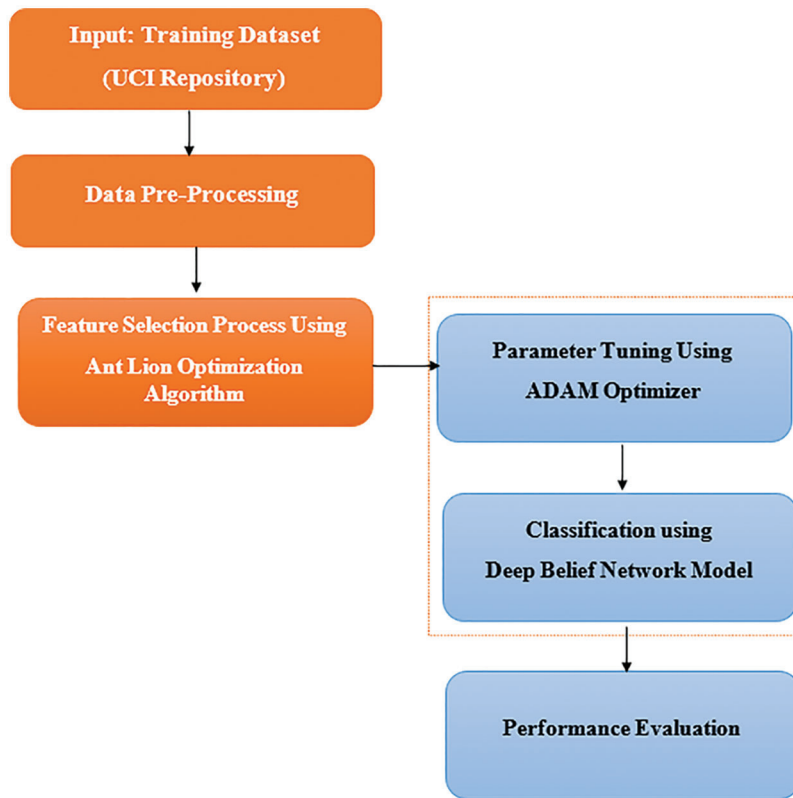 Input: Training Dataset
(UCI Repository)
Data Pre-Processing
Feature Selection Process Using
Ant Lion Optimization
Algorithm
Parameter Tuning Using
ADAM Optimizer
Classification using
Deep Belief Network Model
Performance Evaluation